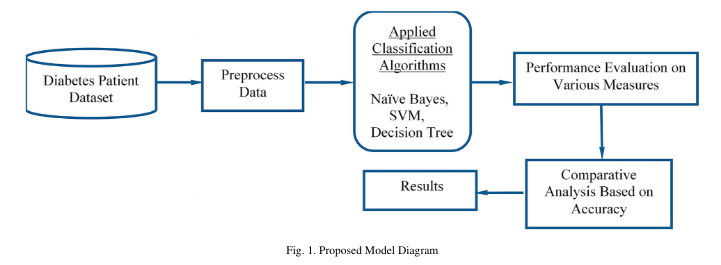 Diabetes Patient
Dataset
Preprocess
Data
Applied
Classification
Algorithms
Naïve Bayes,
SVM,
Decision Tree
Performance Evaluation on
Various Measures
Comparative
Analysis Based on
Accuracy
Results
Fig. 1. Proposed Model Diagram